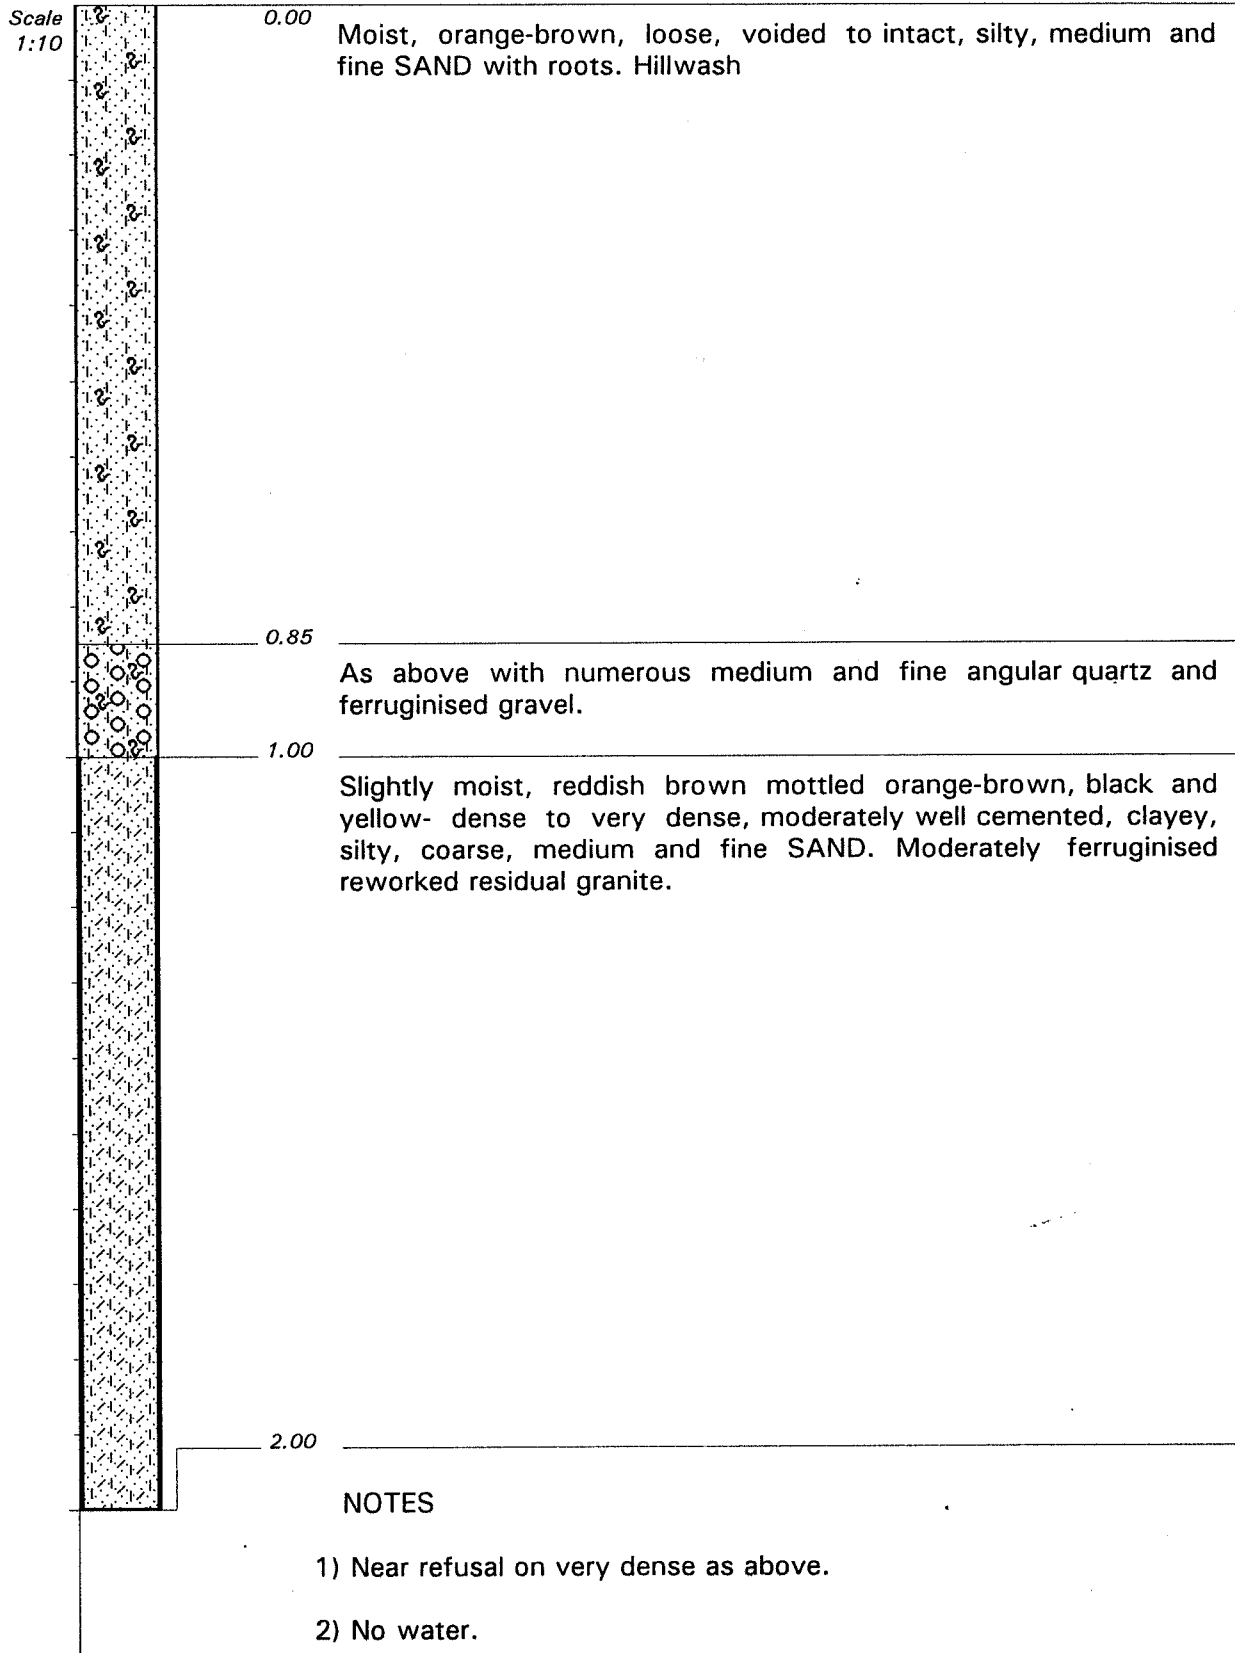 Scale
1:10
0.00
Moist, orange-brown, loose, voided to intact, silty, medium and
fine SAND with roots. Hillwash
0.85
As above with numerous medium and fine angular quartz and
ferruginised gravel.
1.00
Slightly moist, reddish brown mottled orange-brown, black and
yellow- dense to very dense, moderately well cemented, clayey,
silty, coarse, medium and fine SAND. Moderately ferruginised
reworked residual granite.
2.00
NOTES
1) Near refusal on very dense as above.
2) No water.